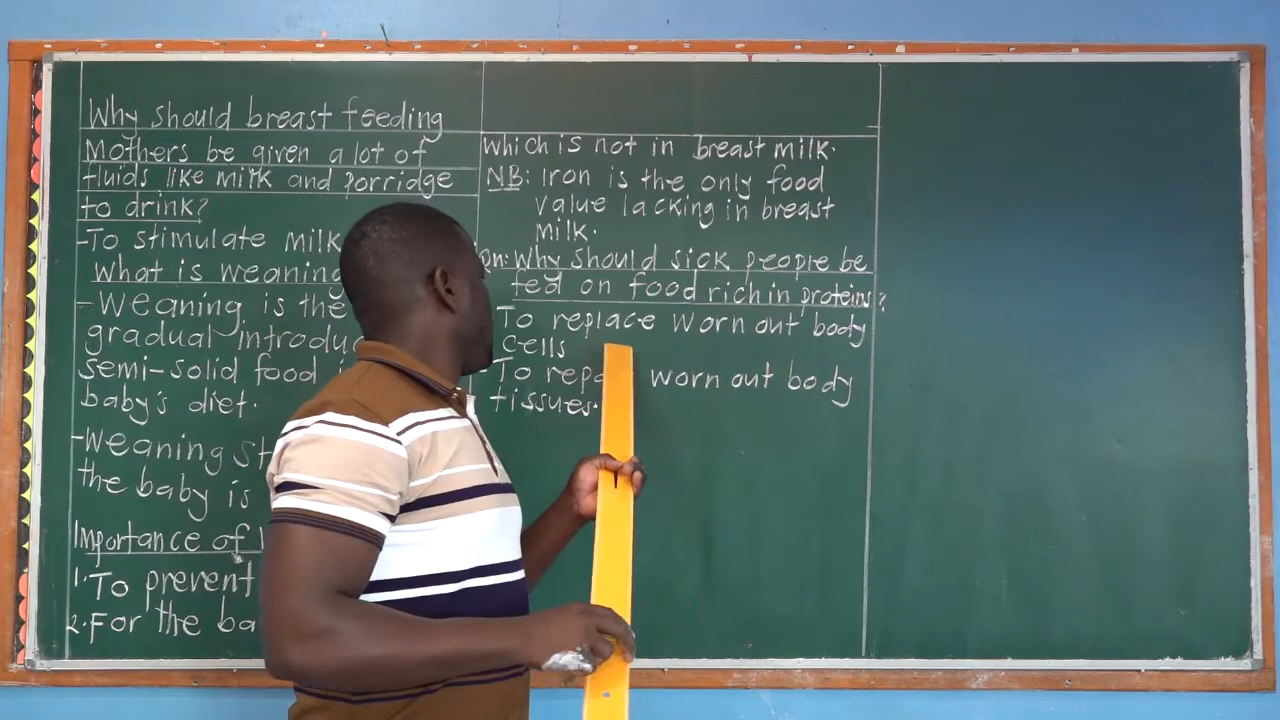 Why should breast feeding
Mothers be given a lot of
fluids like milk and porridge
to drink?
-To stimulate milk
What is weaning
-Weaning is the
gradual
semi-solid food
baby's diet.
-Weaning
the baby is
Importance of
1. To prevent
2. For the
which is not in breast milk.
NB: Iron is the only food
value lacking in breast
milk.
Qn: Why should sick people be
fed on food rich in proteins?
To replace worn out body
cells
To worn out body
tissues.